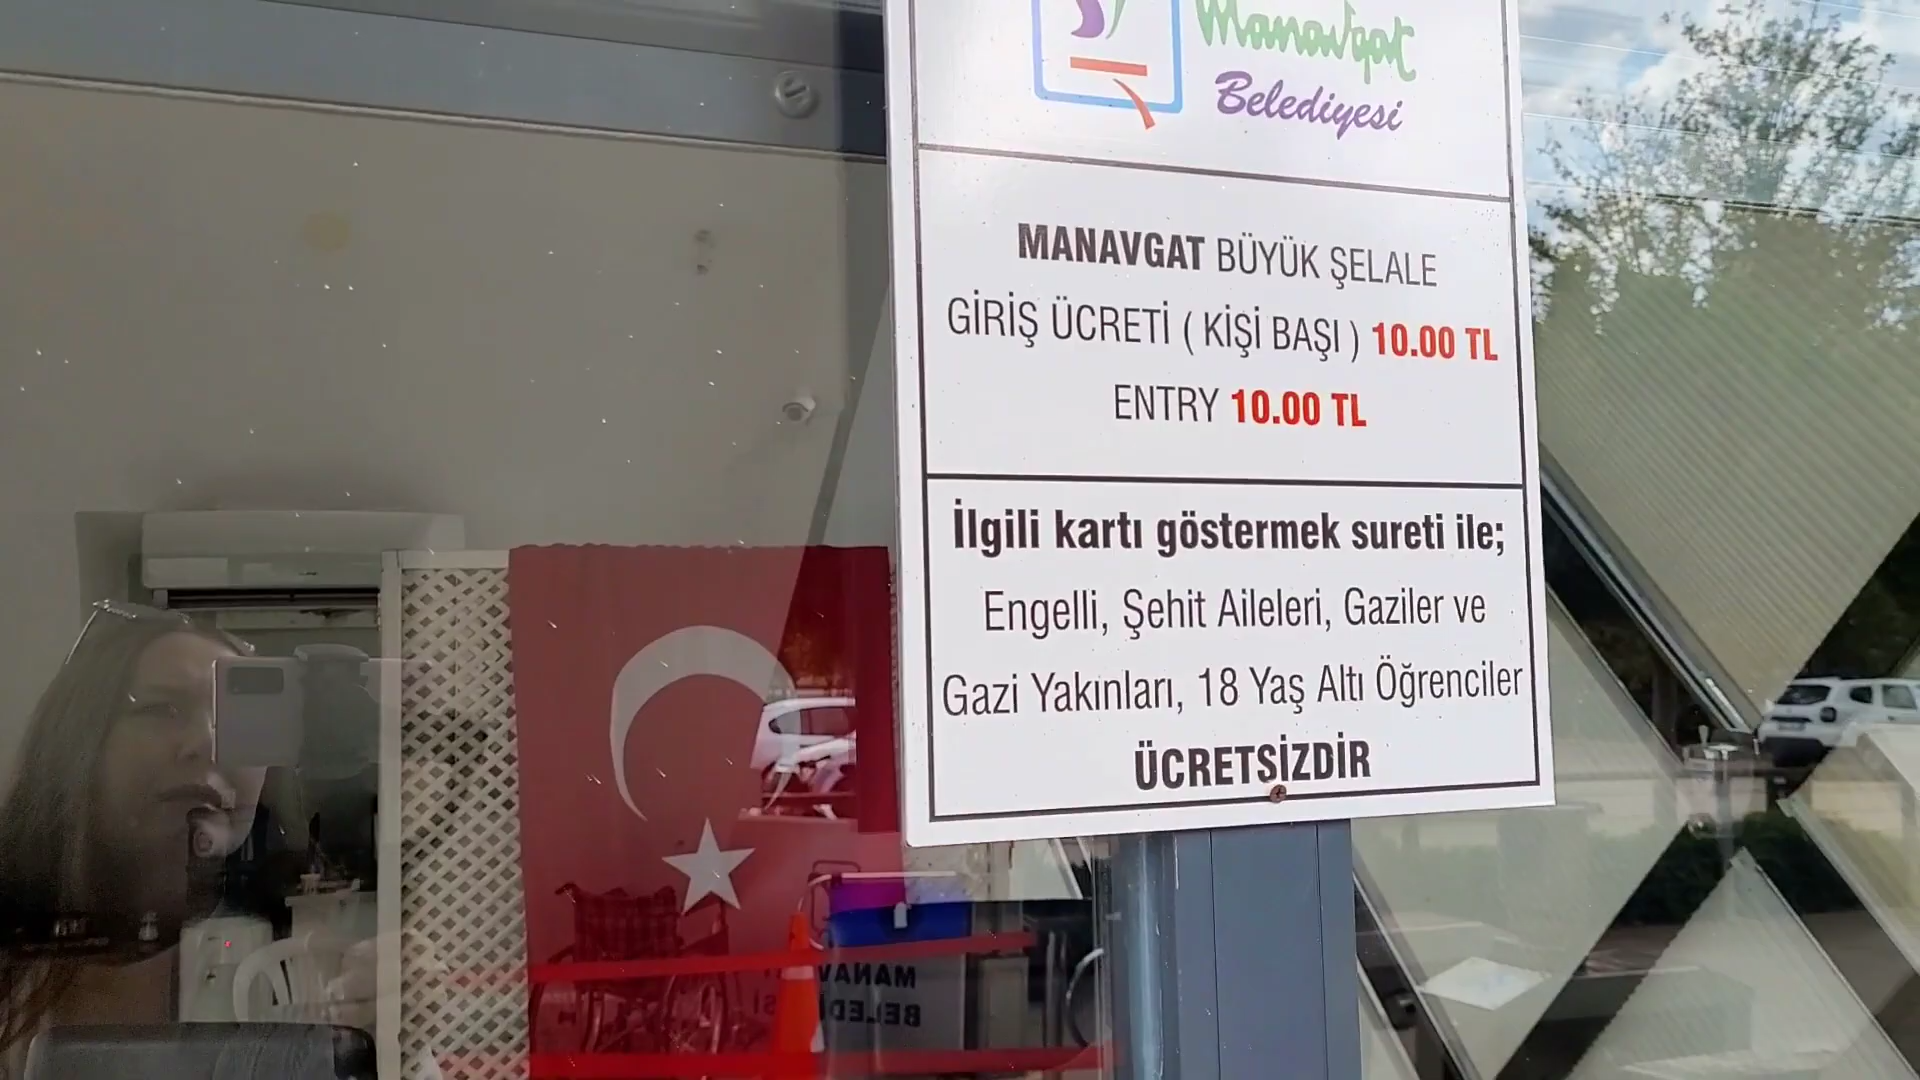 Manavgat
Belediyesi
MANAVGAT BÜYÜK ŞELALE
GİRİŞ ÜCRETİ ( KİŞİ BAŞI ) 10.00 TL
ENTRY 10.00 TL
İlgili kartı göstermek sureti ile;
Engelli, Şehit Aileleri, Gaziler ve
Gazi Yakınları, 18 Yaş Altı Öğrenciler
ÜCRETSİZDİR